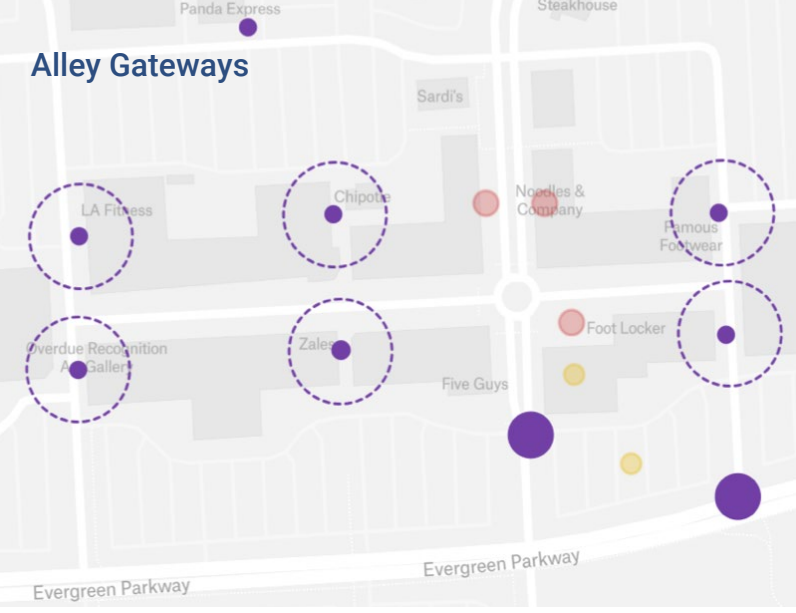 Panda Express
Steakhouse
Alley Gateways
Sardi's
LA Fitness
Chipotle
Noodles &
Company
Famous
Footwear
Overdue Recognition
Art Gallery
Zales
Foot Locker
Five Guys
Evergreen Parkway
Evergreen Parkway